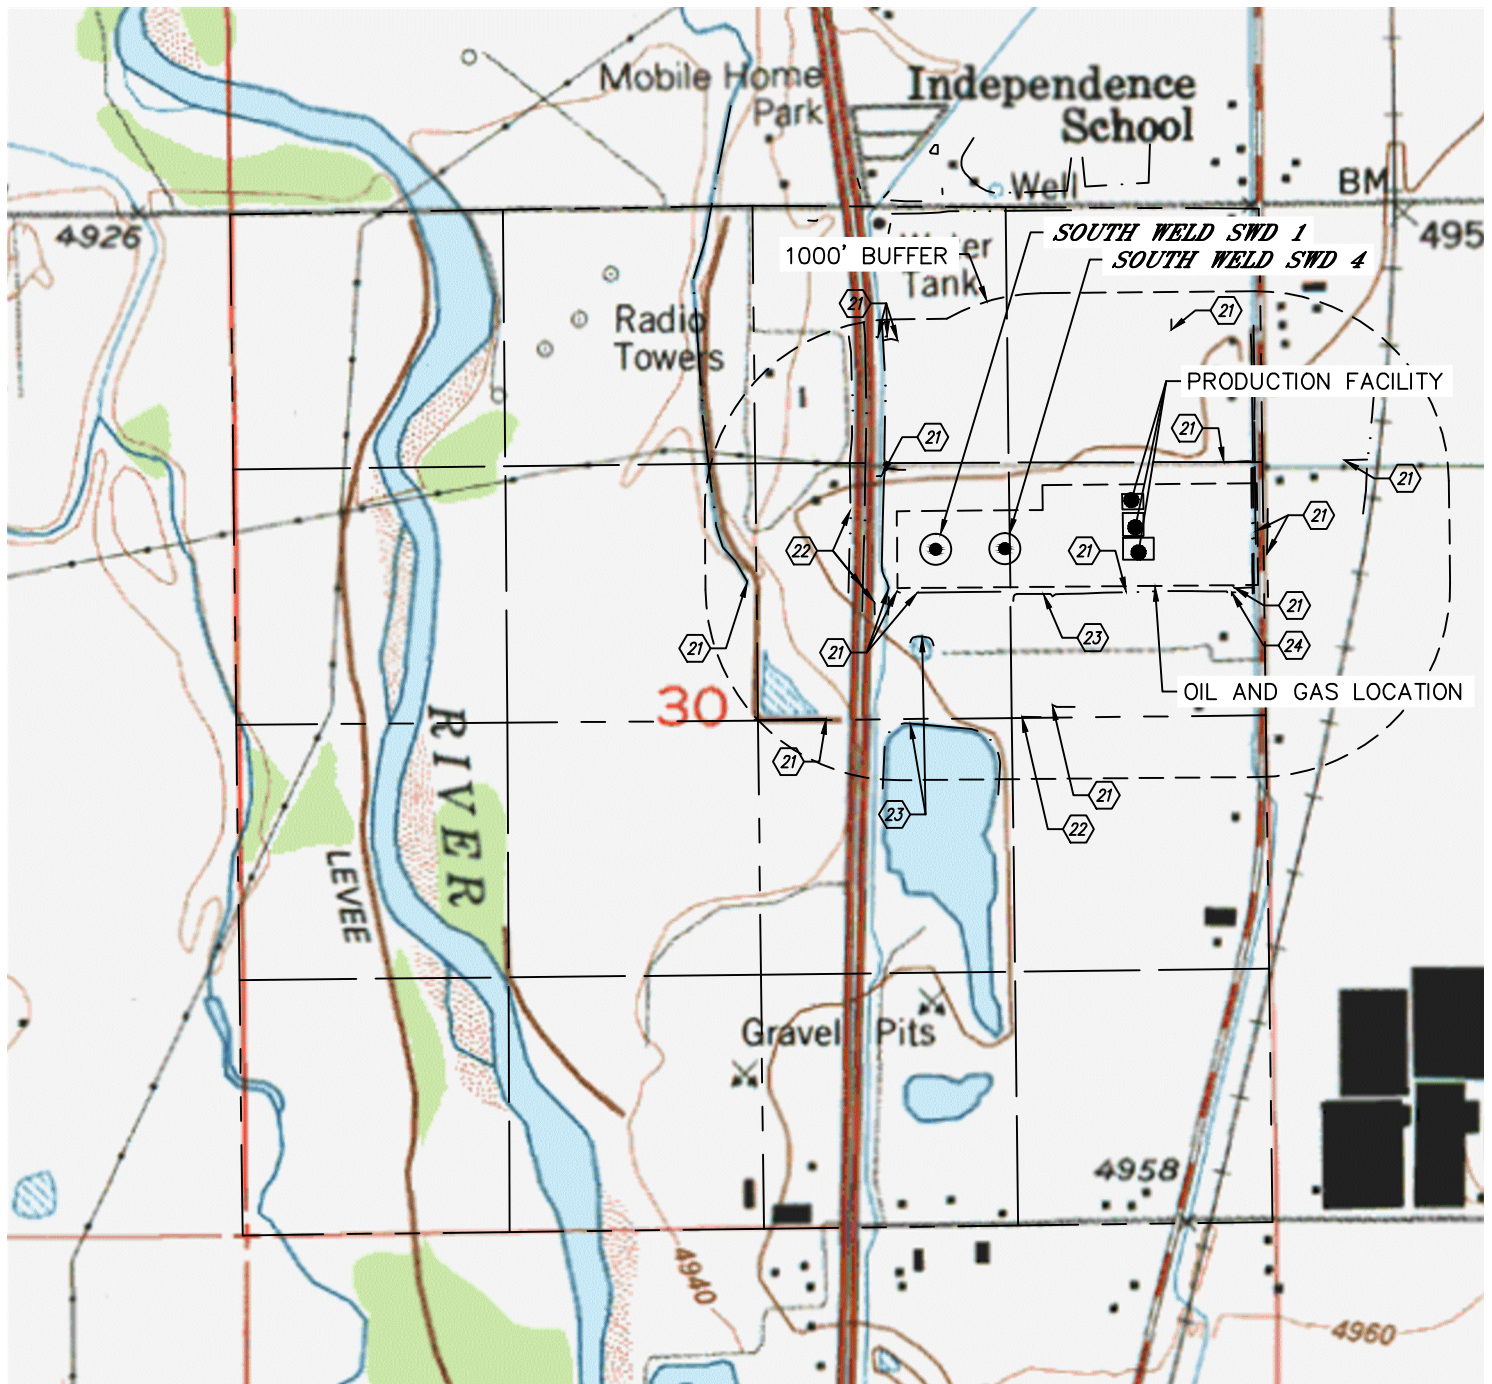 Mobile Home
Park
Independence
School
Well
BM
4926
495
Water
Tank
SOUTH WELD SWD 1
1000' BUFFER
SOUTH WELD SWD 4
21
21
Radio
Towers
PRODUCTION FACILITY
21
21
21
21
22
21
21
23
24
21
21
OIL AND GAS LOCATION
30
RIVER
21
21
23
22
LEVEE
Gravel Pits
4958
4940
4960